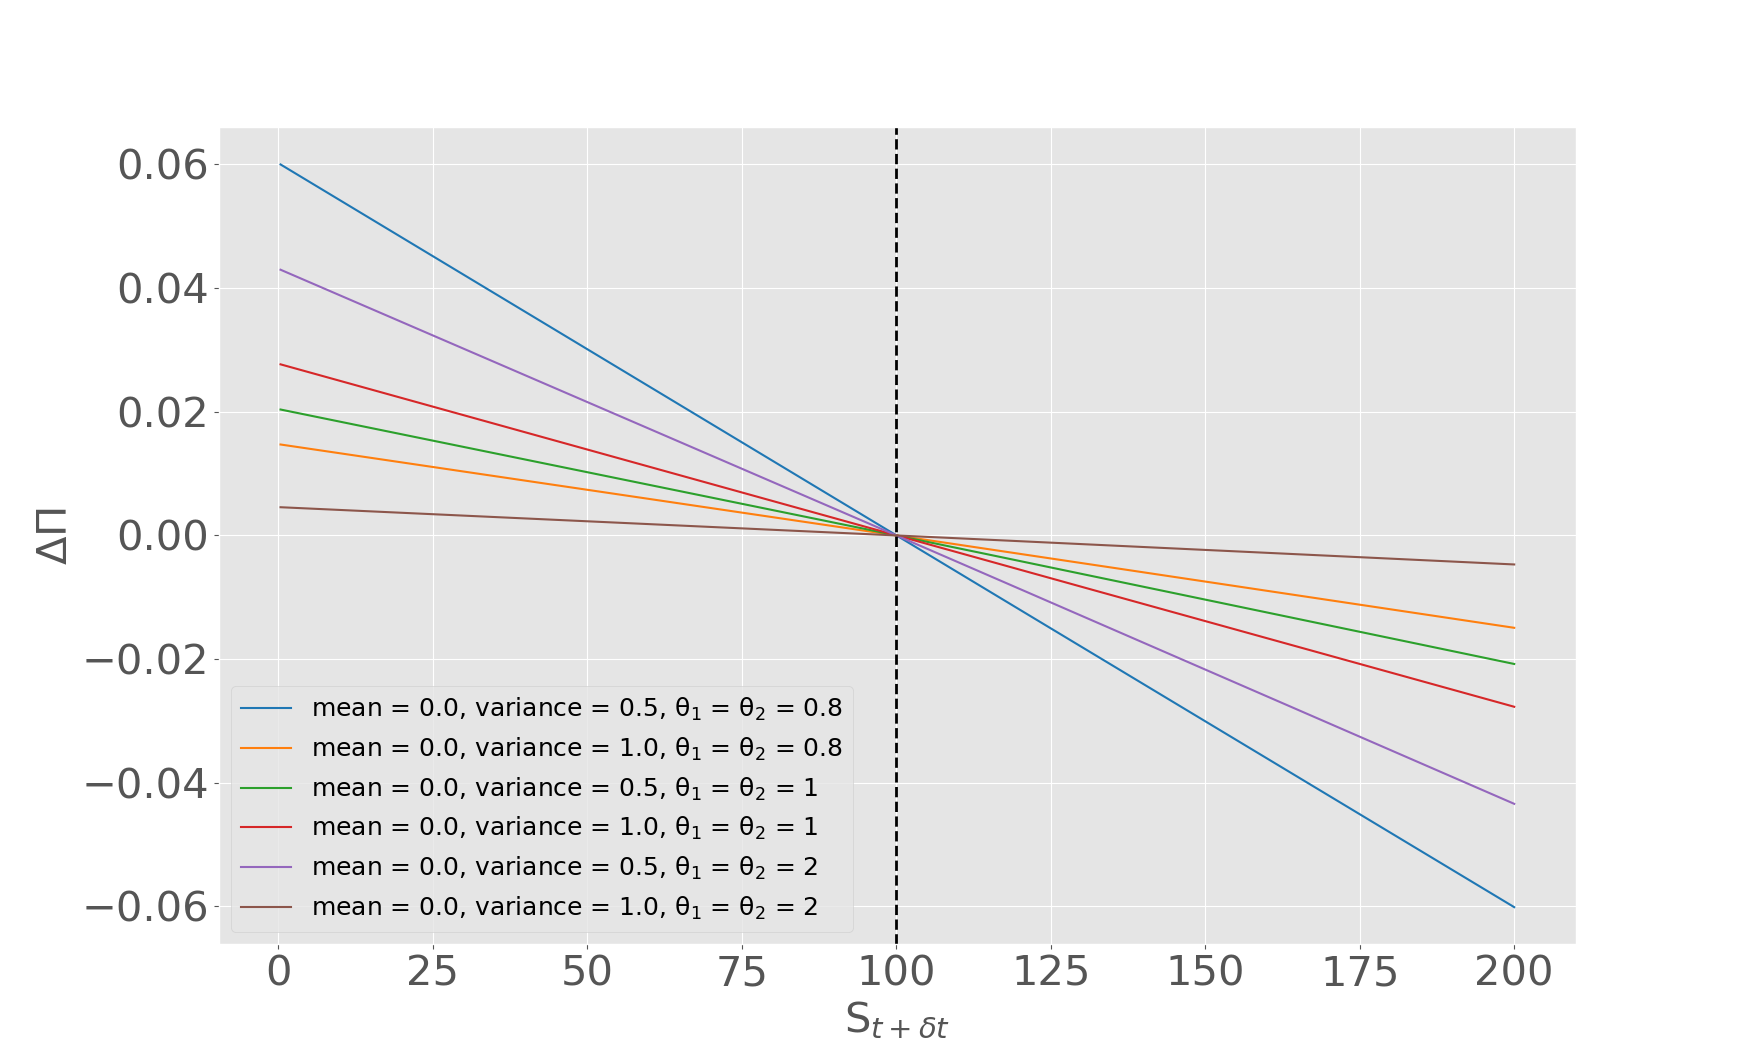 0.06
0.04
0.02
0.00
−0.02
−0.04
−0.06
ΔΠ
mean = 0.0, variance = 0.5, θ₁ = θ₂ = 0.8
mean = 0.0, variance = 1.0, θ₁ = θ₂ = 0.8
mean = 0.0, variance = 0.5, θ₁ = θ₂ = 1
mean = 0.0, variance = 1.0, θ₁ = θ₂ = 1
mean = 0.0, variance = 0.5, θ₁ = θ₂ = 2
mean = 0.0, variance = 1.0, θ₁ = θ₂ = 2
0 25 50 75 100 125 150 175 200
S_{t + δt}